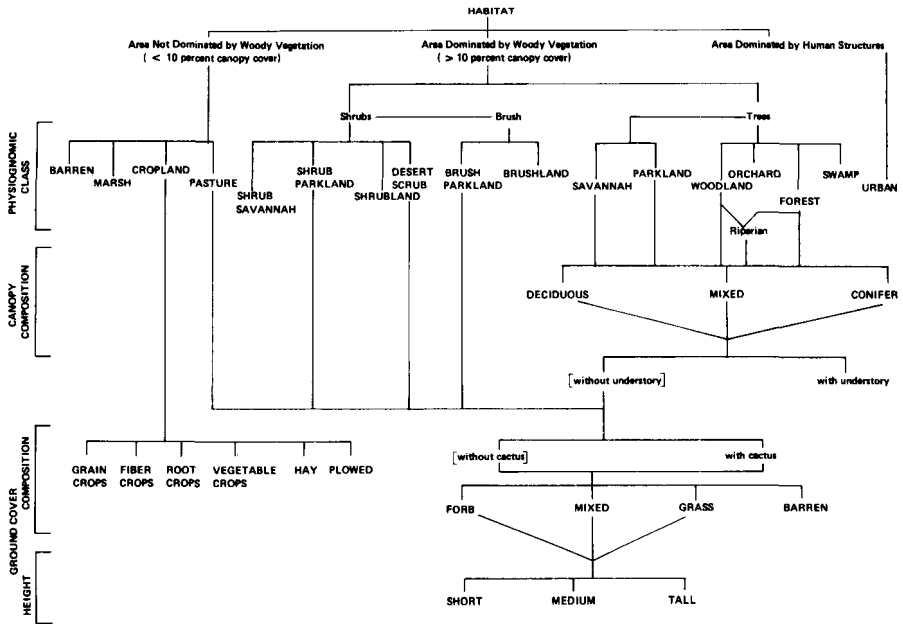 HABITAT
Area Not Dominated by Woody Vegetation
( < 10 percent canopy cover)
Area Dominated by Woody Vegetation
( > 10 percent canopy cover)
Area Dominated by Human Structures
PHYSIOGNOMIC
CLASS
Shrubs
Brush
Trees
BARREN
MARSH
CROPLAND
PASTURE
SHRUB
SAVANNAH
SHRUB
PARKLAND
SHRUBLAND
DESERT
SCRUB
BRUSH
PARKLAND
BRUSHLAND
SAVANNAH
PARKLAND
WOODLAND
ORCHARD
FOREST
SWAMP
URBAN
Riparian
CANOPY
COMPOSITION
DECIDUOUS
MIXED
CONIFER
[without understory]
with understory
GROUND COVER
COMPOSITION
GRAIN
CROPS
FIBER
CROPS
ROOT
CROPS
VEGETABLE
CROPS
HAY
PLOWED
[without cactus]
with cactus
FORB
MIXED
GRASS
BARREN
HEIGHT
SHORT
MEDIUM
TALL